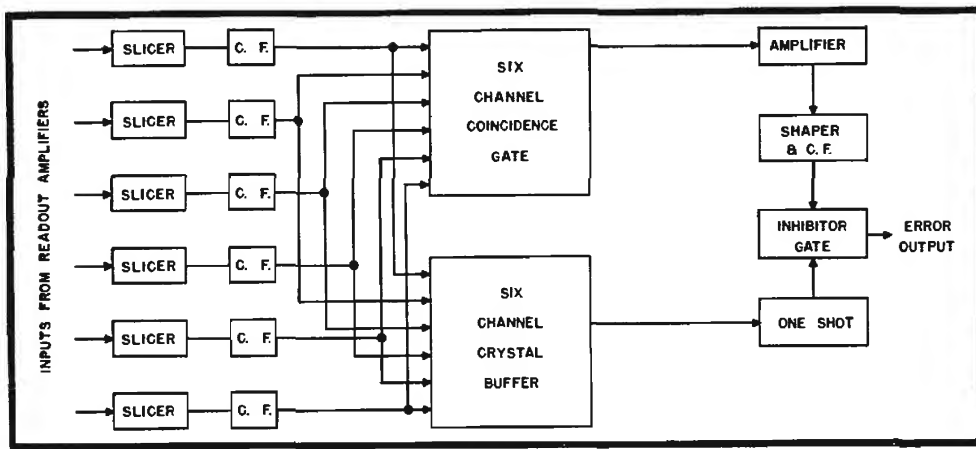 INPUTS FROM READOUT AMPLIFIERS
SLICER
C. F.
SLICER
C. F.
SLICER
C. F.
SLICER
C. F.
SLICER
C. F.
SLICER
C. F.
SIX
CHANNEL
COINCIDENCE
GATE
SIX
CHANNEL
CRYSTAL
BUFFER
AMPLIFIER
SHAPER
& C. F.
INHIBITOR
GATE
ERROR
OUTPUT
ONE SHOT